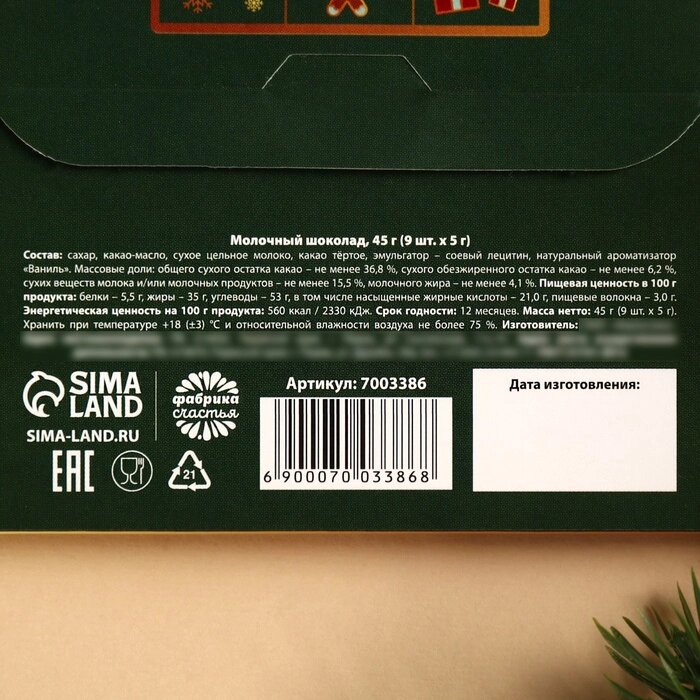 Молочный шоколад, 45 г (9 шт. х 5 г)
Состав: сахар, какао-масло, сухое цельное молоко, какао тёртое, эмульгатор – соевый лецитин, натуральный ароматизатор
«Ваниль». Массовые доли: общего сухого остатка какао – не менее 36,8 %, сухого обезжиренного остатка какао – не менее 6,2 %,
сухих веществ молока и/или молочных продуктов – не менее 15,5 %, молочного жира – не менее 4,1 %. Пищевая ценность в 100 г
продукта: белки – 5,5 г, жиры – 35 г, углеводы – 53 г, в том числе насыщенные жирные кислоты – 21,0 г, пищевые волокна – 3,0 г.
Энергетическая ценность на 100 г продукта: 560 ккал / 2330 кДж. Срок годности: 12 месяцев. Масса нетто: 45 г (9 шт. х 5 г).
Хранить при температуре +18 (±3) °С и относительной влажности воздуха не более 75 %. Изготовитель:
SIMA
LAND
SIMA-LAND.RU
фабрика
счастья
EAC
21
Артикул: 7003386
6 900070 033868
Дата изготовления: